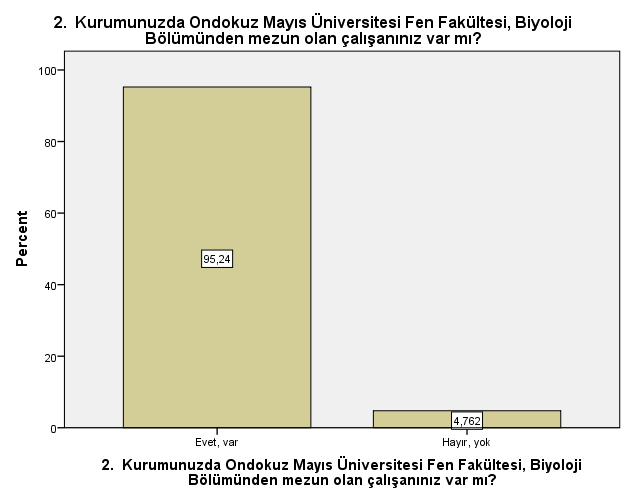 2. Kurumunuzda Ondokuz Mayıs Üniversitesi Fen Fakültesi, Biyoloji
Bölümünden mezun olan çalışanınız var mı?
Percent
100
80
60
40
20
0
95,24
4,762
Evet, var
Hayır, yok
2. Kurumunuzda Ondokuz Mayıs Üniversitesi Fen Fakültesi, Biyoloji
Bölümünden mezun olan çalışanınız var mı?